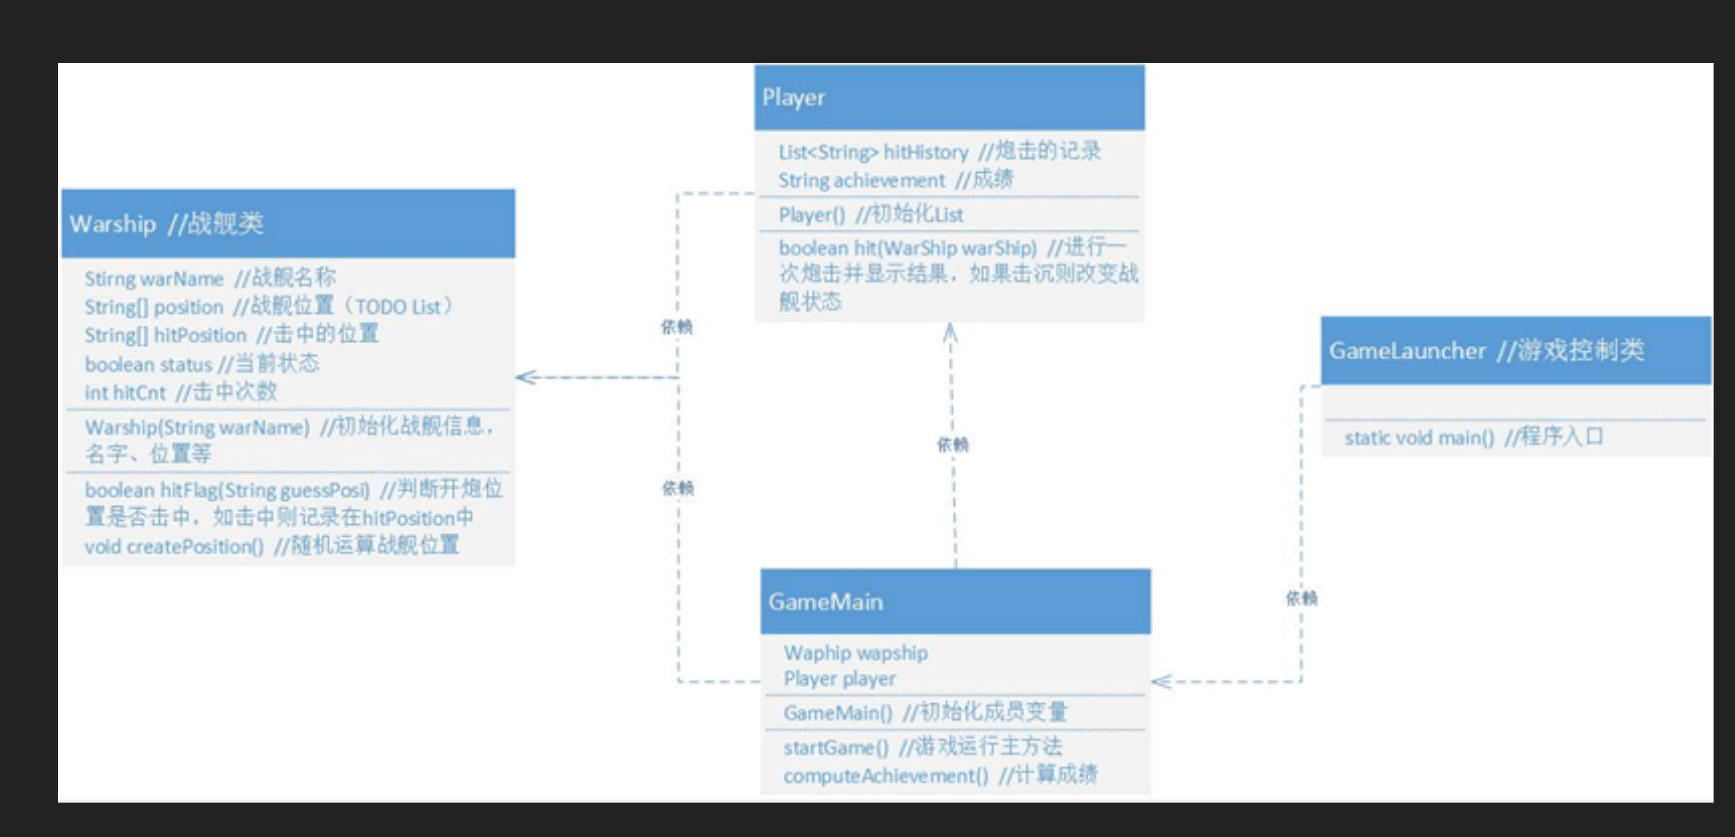 Player
List<String> hitHistory //炮击的记录
String achievement //成绩
Player() //初始化List
boolean hit(WarShip warShip) //进行一
次炮击并显示结果，如果击沉则改变战
舰状态
Warship //战舰类
Stirng warName //战舰名称
String[] position //战舰位置（TODO List）
String[] hitPosition //击中的位置
boolean status //当前状态
int hitCnt //击中次数
Warship(String warName) //初始化战舰信息，
名字、位置等
boolean hitFlag(String guessPosi) //判断开炮位
置是否击中，如击中则记录在hitPosition中
void createPosition() //随机运算战舰位置
依赖
依赖
依赖
GameLauncher //游戏控制类
static void main() //程序入口
依赖
GameMain
Waphip wapship
Player player
GameMain() //初始化成员变量
startGame() //游戏运行主方法
computeAchievement() //计算成绩